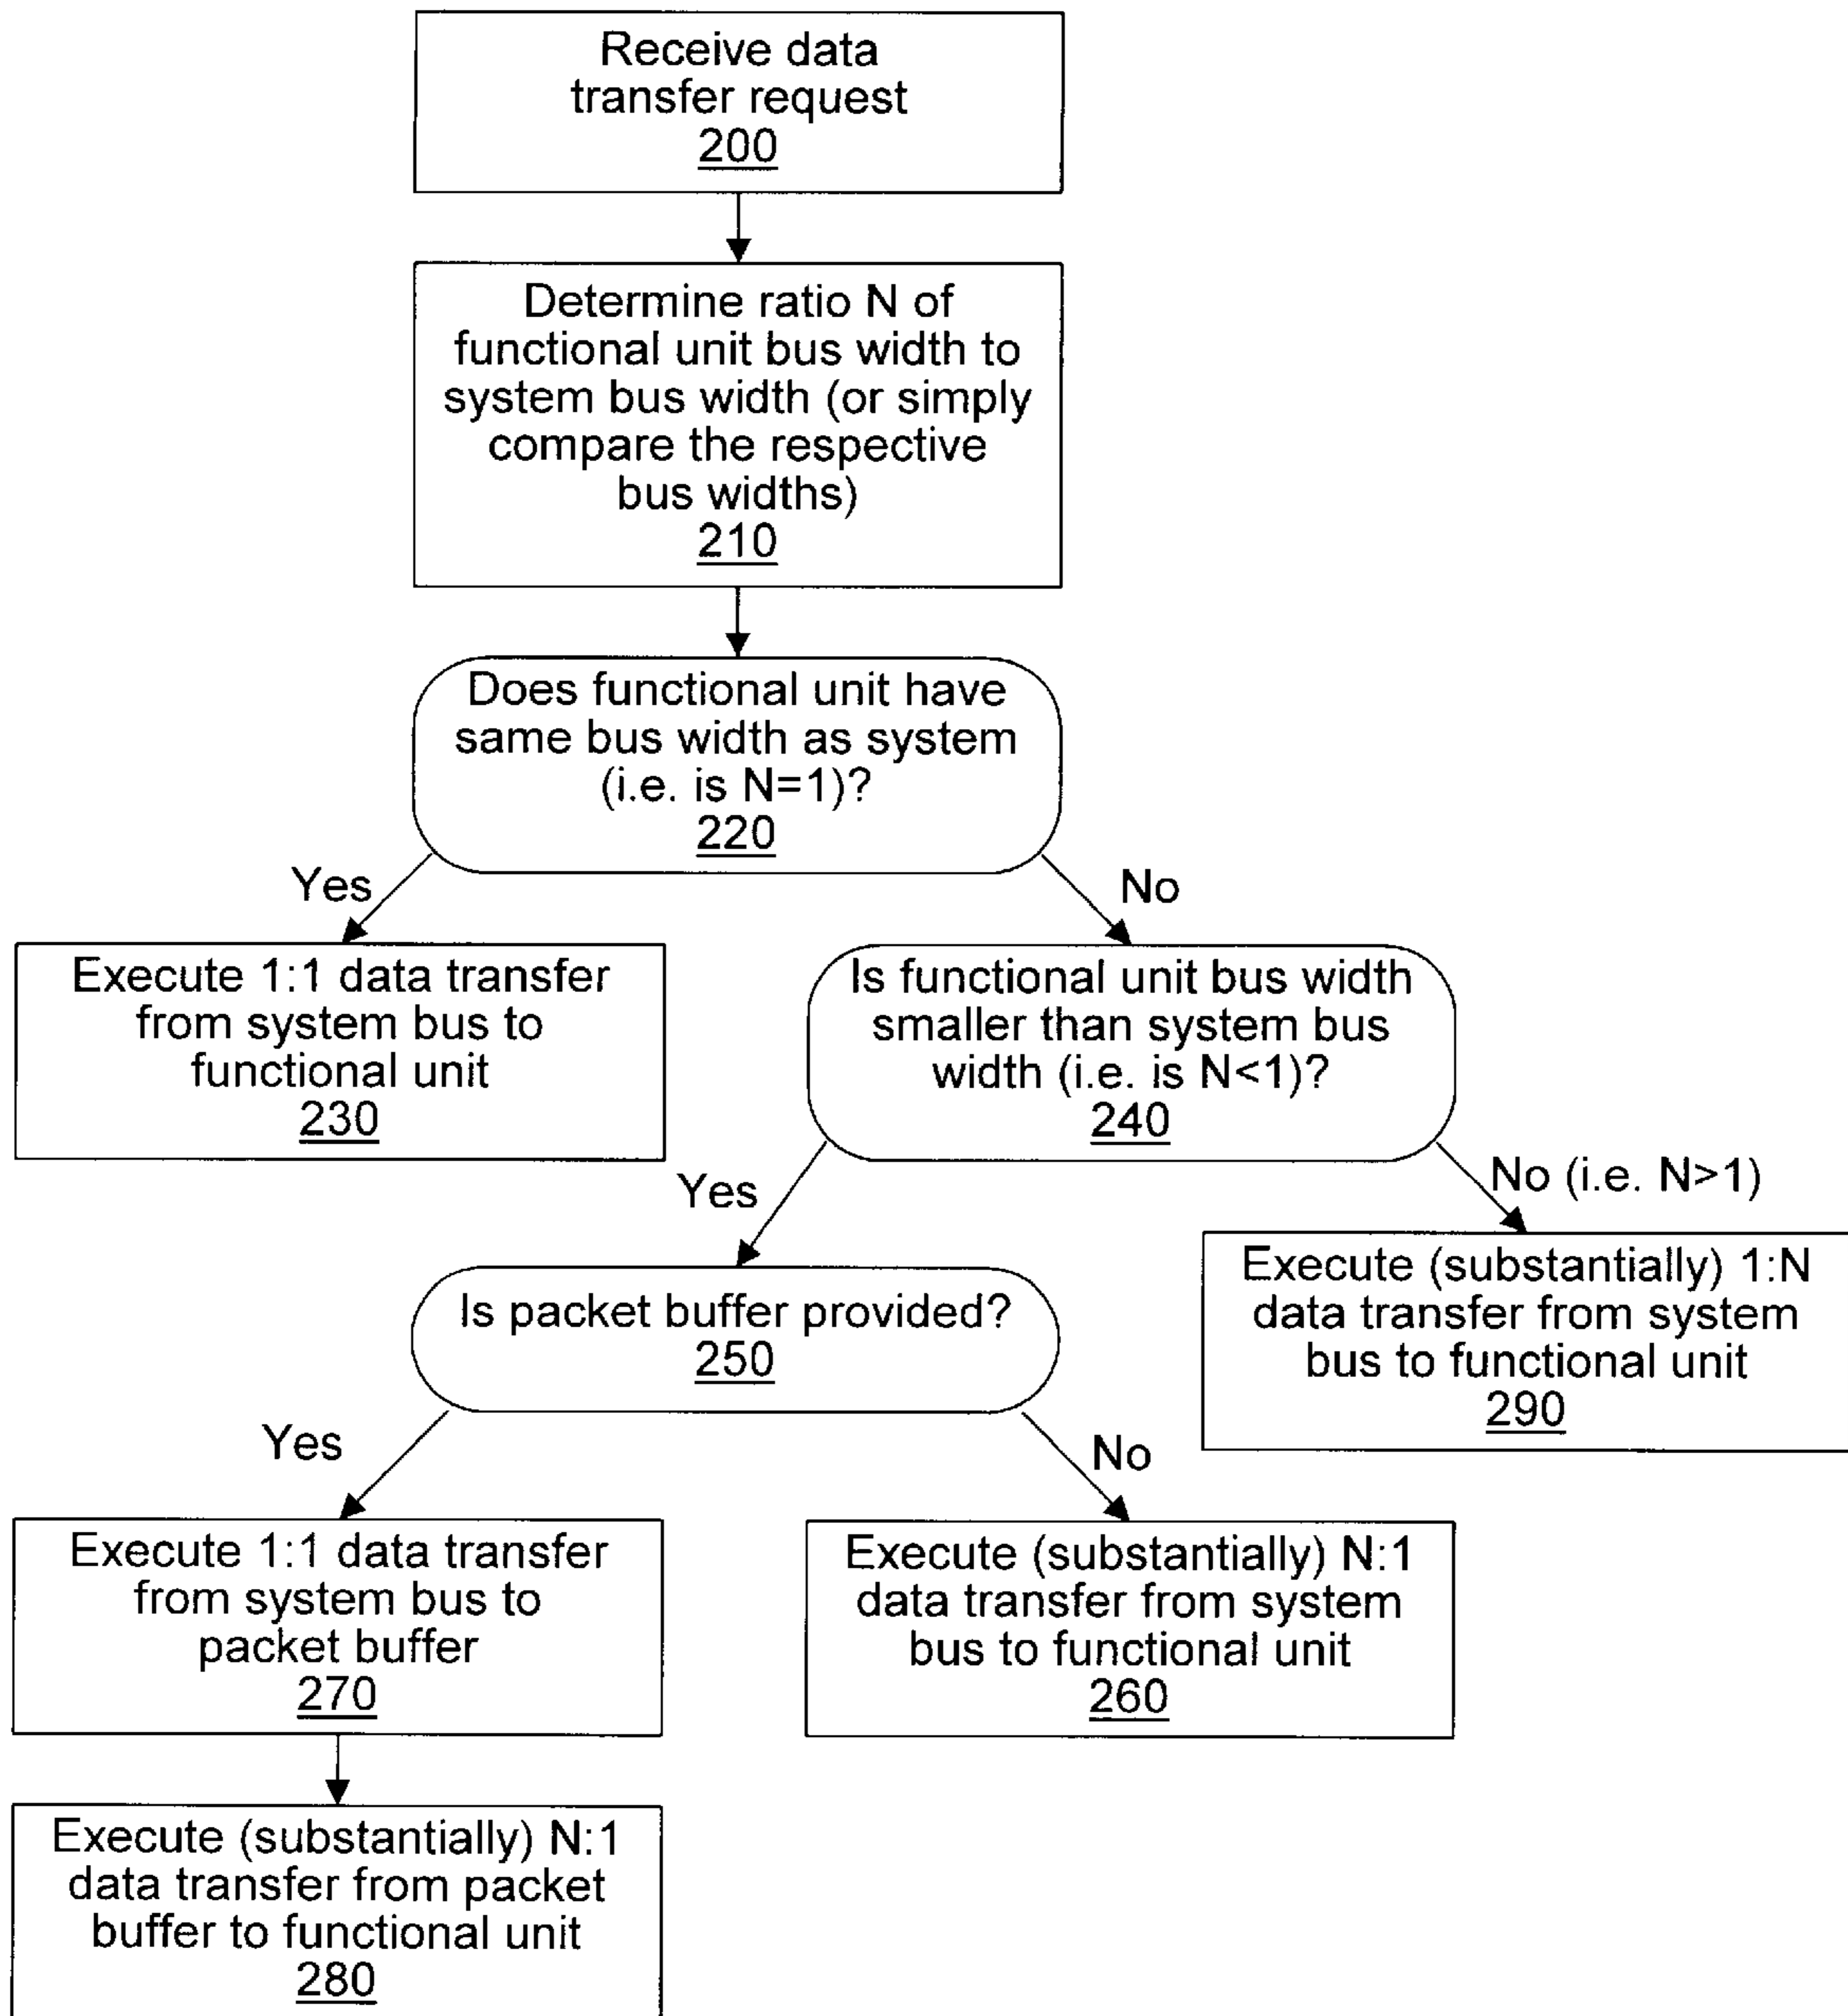 Receive data
transfer request
200
Determine ratio N of
functional unit bus width to
system bus width (or simply
compare the respective
bus widths)
210
Does functional unit have
same bus width as system
(i.e. is N=1)?
220
Yes
No
Execute 1:1 data transfer
from system bus to
functional unit
230
Is functional unit bus width
smaller than system bus
width (i.e. is N<1)?
240
Yes
No (i.e. N>1)
Is packet buffer provided?
250
Execute (substantially) 1:N
data transfer from system
bus to functional unit
290
Yes
No
Execute 1:1 data transfer
from system bus to
packet buffer
270
Execute (substantially) N:1
data transfer from system
bus to functional unit
260
Execute (substantially) N:1
data transfer from packet
buffer to functional unit
280